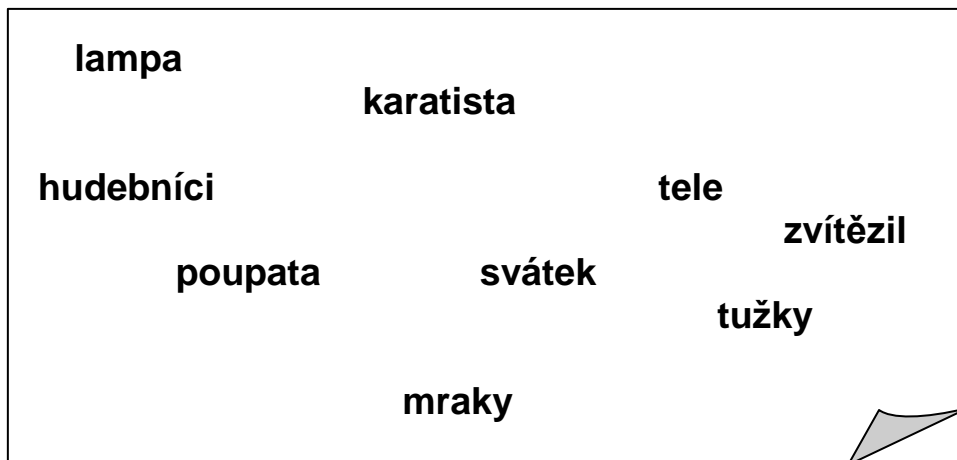 lampa
karatista
hudebníci tele
zvítězil
poupata svátek
tužky
mraky